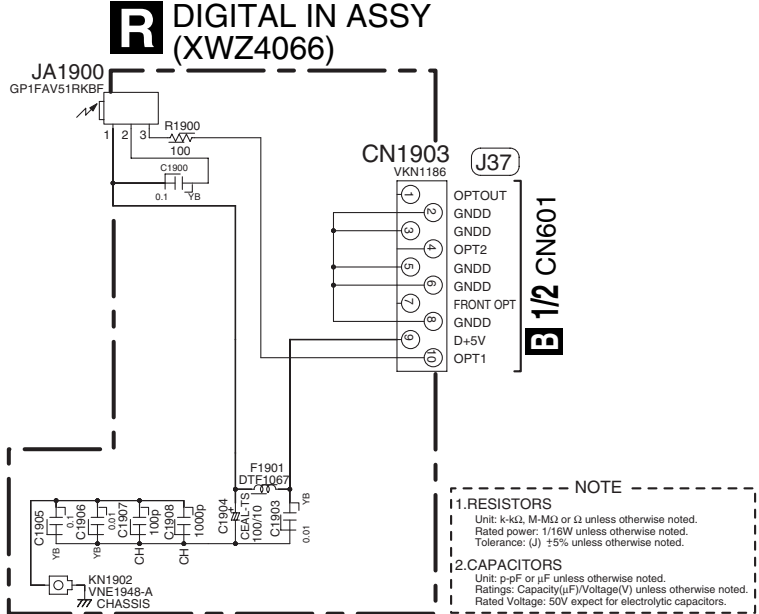 R DIGITAL IN ASSY
(XWZ4066)
JA1900
GP1FAV51RKBF
1 2 3
R1900
100
C1900
0.1 YB
CN1903
VKN1186
J37
1 OPTOUT
2 GNDD
3 GNDD
4 OPT2
5 GNDD
6 GNDD
7 FRONT OPT
8 GNDD
9 D+5V
10 OPT1
B 1/2 CN601
F1901
DTF1067
C1905
0.1
YB
C1906
0.01
YB
C1907
100p
CH
C1908
1000p
CH
C1904
+
CEAL-TS
100/10
C1903
YB
0.01
KN1902
VNE1948-A
CHASSIS
NOTE
1.RESISTORS
Unit: k-kΩ, M-MΩ or Ω unless otherwise noted.
Rated power: 1/16W unless otherwise noted.
Tolerance: (J) ±5% unless otherwise noted.
2.CAPACITORS
Unit: p-pF or µF unless otherwise noted.
Ratings: Capacity(µF)/Voltage(V) unless otherwise noted.
Rated Voltage: 50V expect for electrolytic capacitors.